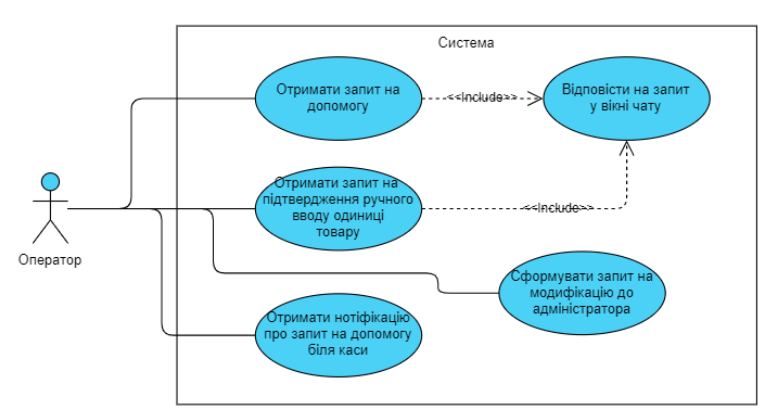 Система
Отримати запит на
допомогу
<<Include>>
Відповісти на запит
у вікні чату
Отримати запит на
підтвердження ручного
вводу одиниці
товару
<<Include>>
Оператор
Сформувати запит на
модифікацію до
адміністратора
Отримати нотіфікацію
про запит на допомогу
біля каси